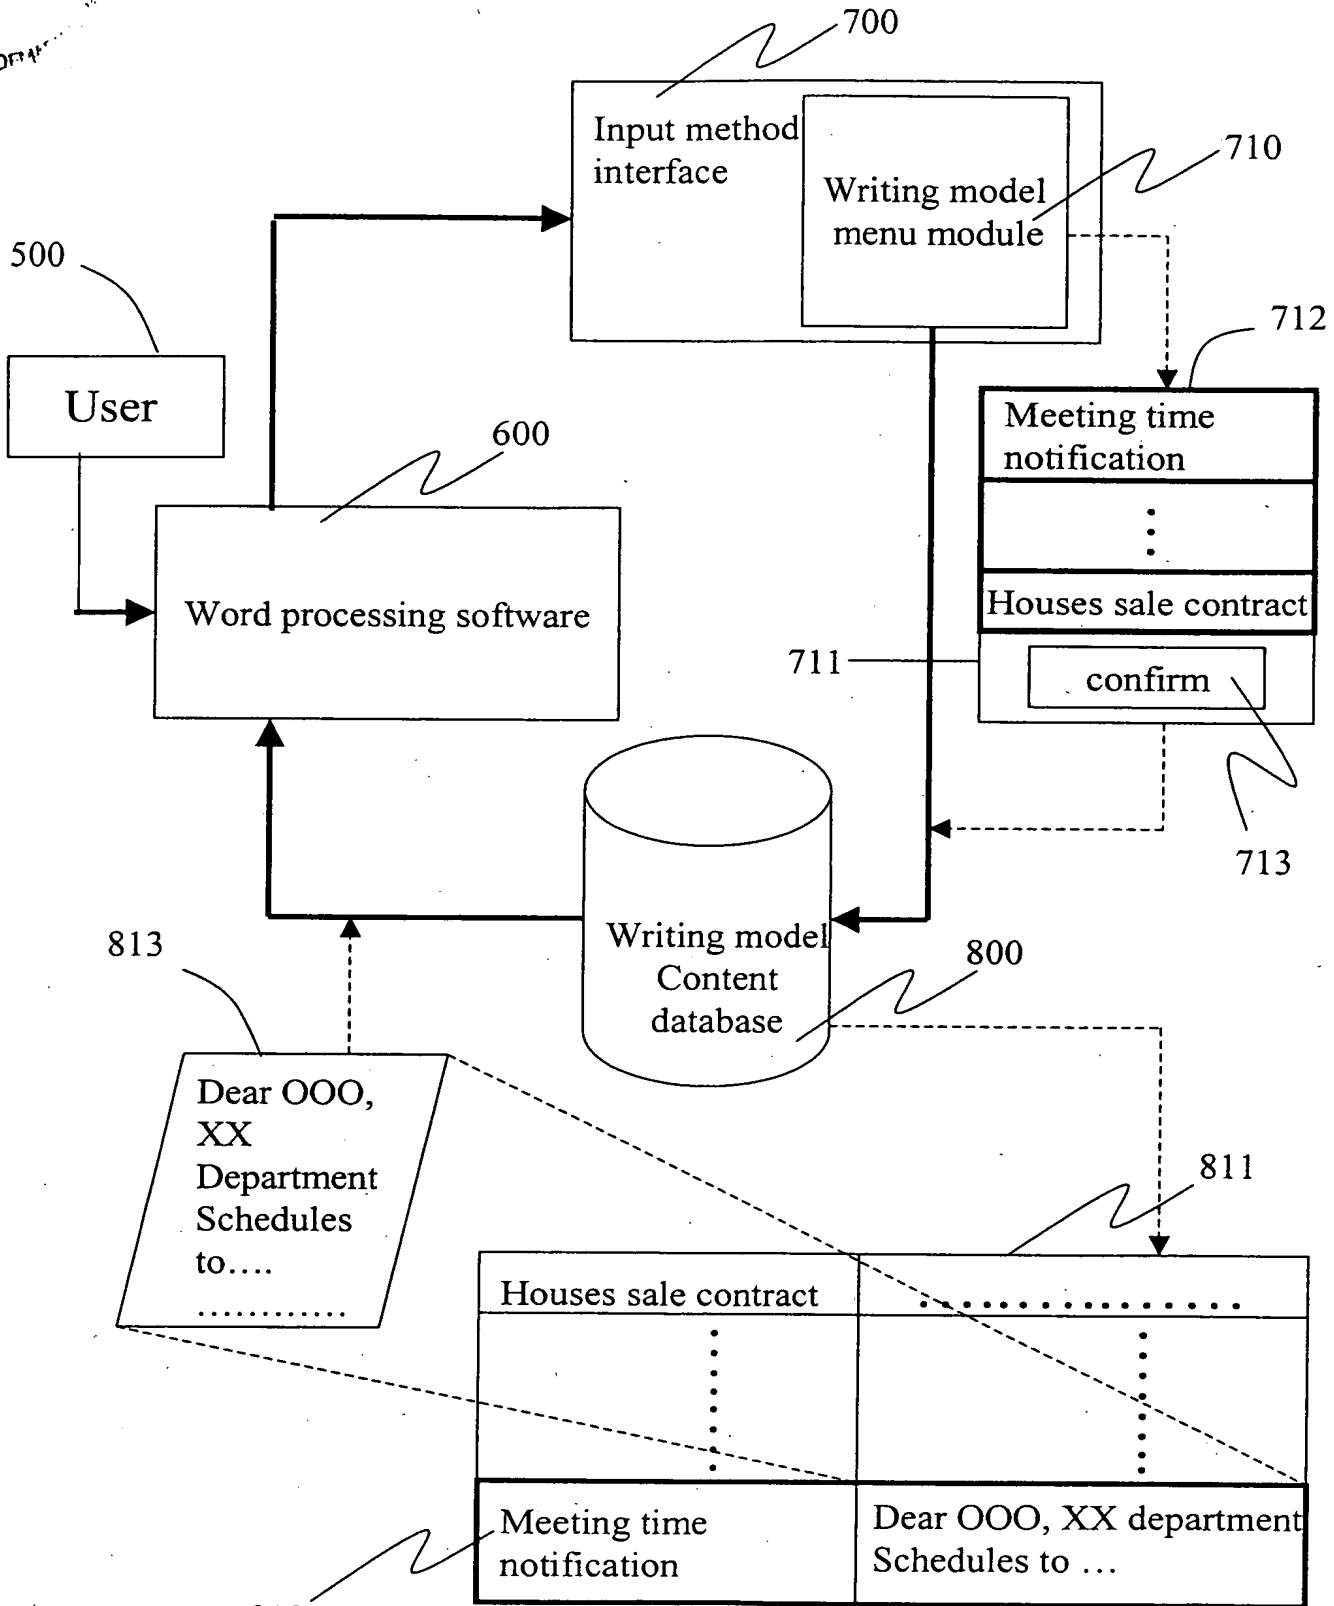 700
Input method
interface
710
Writing model
menu module
500
712
User
Meeting time
notification
600
Word processing software
Houses sale contract
711
confirm
713
Writing model
Content
database
813
800
Dear OOO,
XX
Department
Schedules
to....
............
811
Houses sale contract
Meeting time
notification
Dear OOO, XX department
Schedules to ...